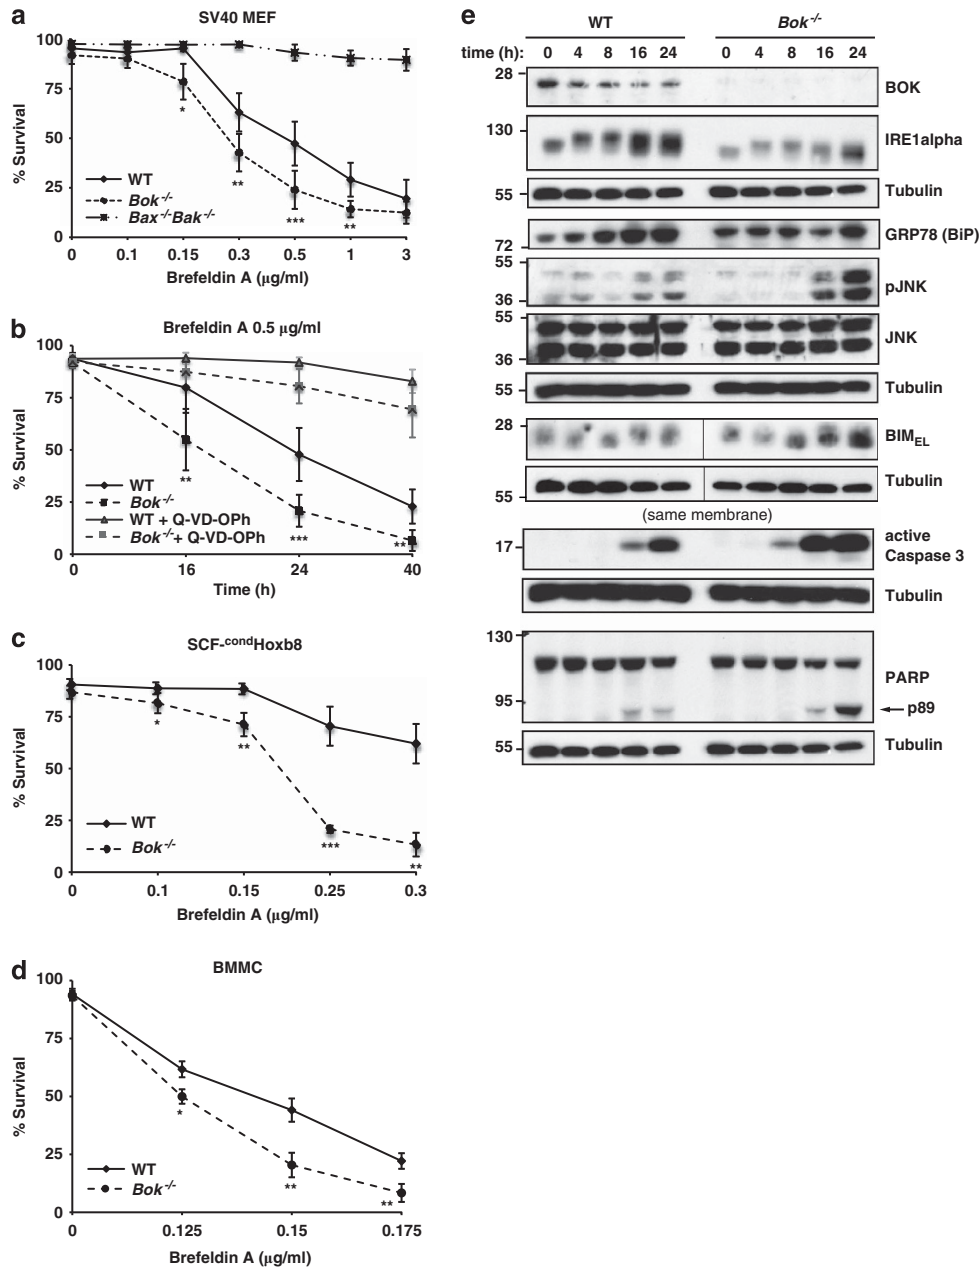 a
SV40 MEF
% Survival
100
75
50
25
0
WT
Bok-/-
Bax-/-Bak-/-
*
**
***
**
0 0.1 0.15 0.3 0.5 1 3
Brefeldin A (µg/ml)
b
Brefeldin A 0.5 µg/ml
% Survival
100
75
50
25
0
WT
Bok-/-
WT + Q-VD-OPh
Bok-/-+ Q-VD-OPh
**
***
**
0 16 24 40
Time (h)
c
SCF-condHoxb8
% Survival
100
75
50
25
0
WT
Bok-/-
*
**
***
**
0 0.1 0.15 0.25 0.3
Brefeldin A (µg/ml)
d
BMMC
% Survival
100
75
50
25
0
WT
Bok-/-
*
**
**
0 0.125 0.15 0.175
Brefeldin A (µg/ml)
e
WT Bok-/-
time (h): 0 4 8 16 24 0 4 8 16 24
28 BOK
130 IRE1alpha
55 Tubulin
72 GRP78 (BiP)
55 pJNK
36
55 JNK
36
55 Tubulin
28 BIMEL
55 Tubulin
(same membrane)
17 active
Caspase 3
Tubulin
130 PARP
95 p89
55 Tubulin